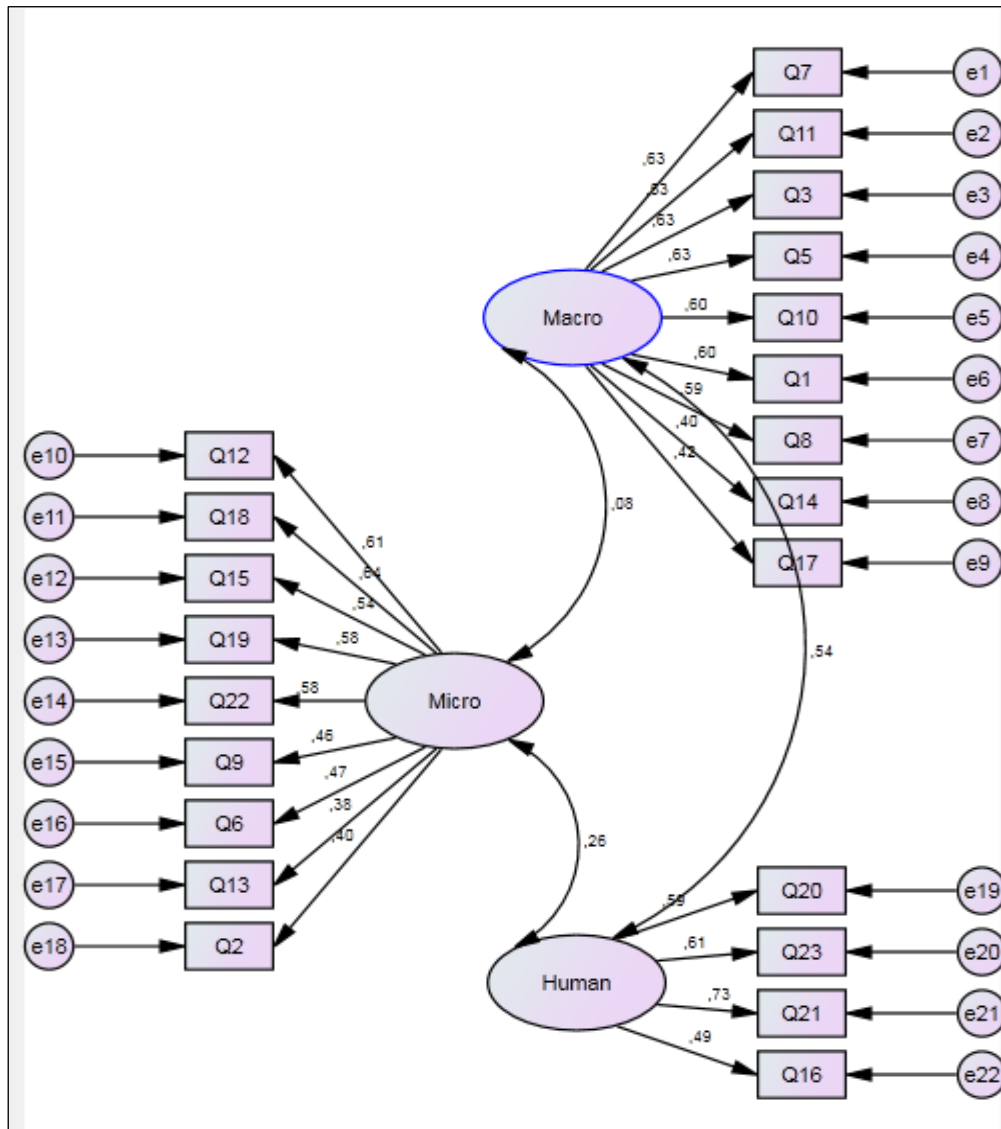 Q7
e1
Q11
e2
,63
,63
Q3
e3
,63
Q5
e4
,63
Macro
,60
Q10
e5
,60
Q1
e6
,59
Q8
e7
,40
,42
Q14
e8
Q17
e9
,08
e10
Q12
e11
Q18
,61
,64
e12
Q15
,54
e13
Q19
,58
,54
e14
Q22
,58
Micro
e15
Q9
,46
,47
e16
Q6
,38
,40
e17
Q13
,26
e18
Q2
Q20
e19
,59
,61
Q23
e20
Human
,73
Q21
e21
,49
Q16
e22